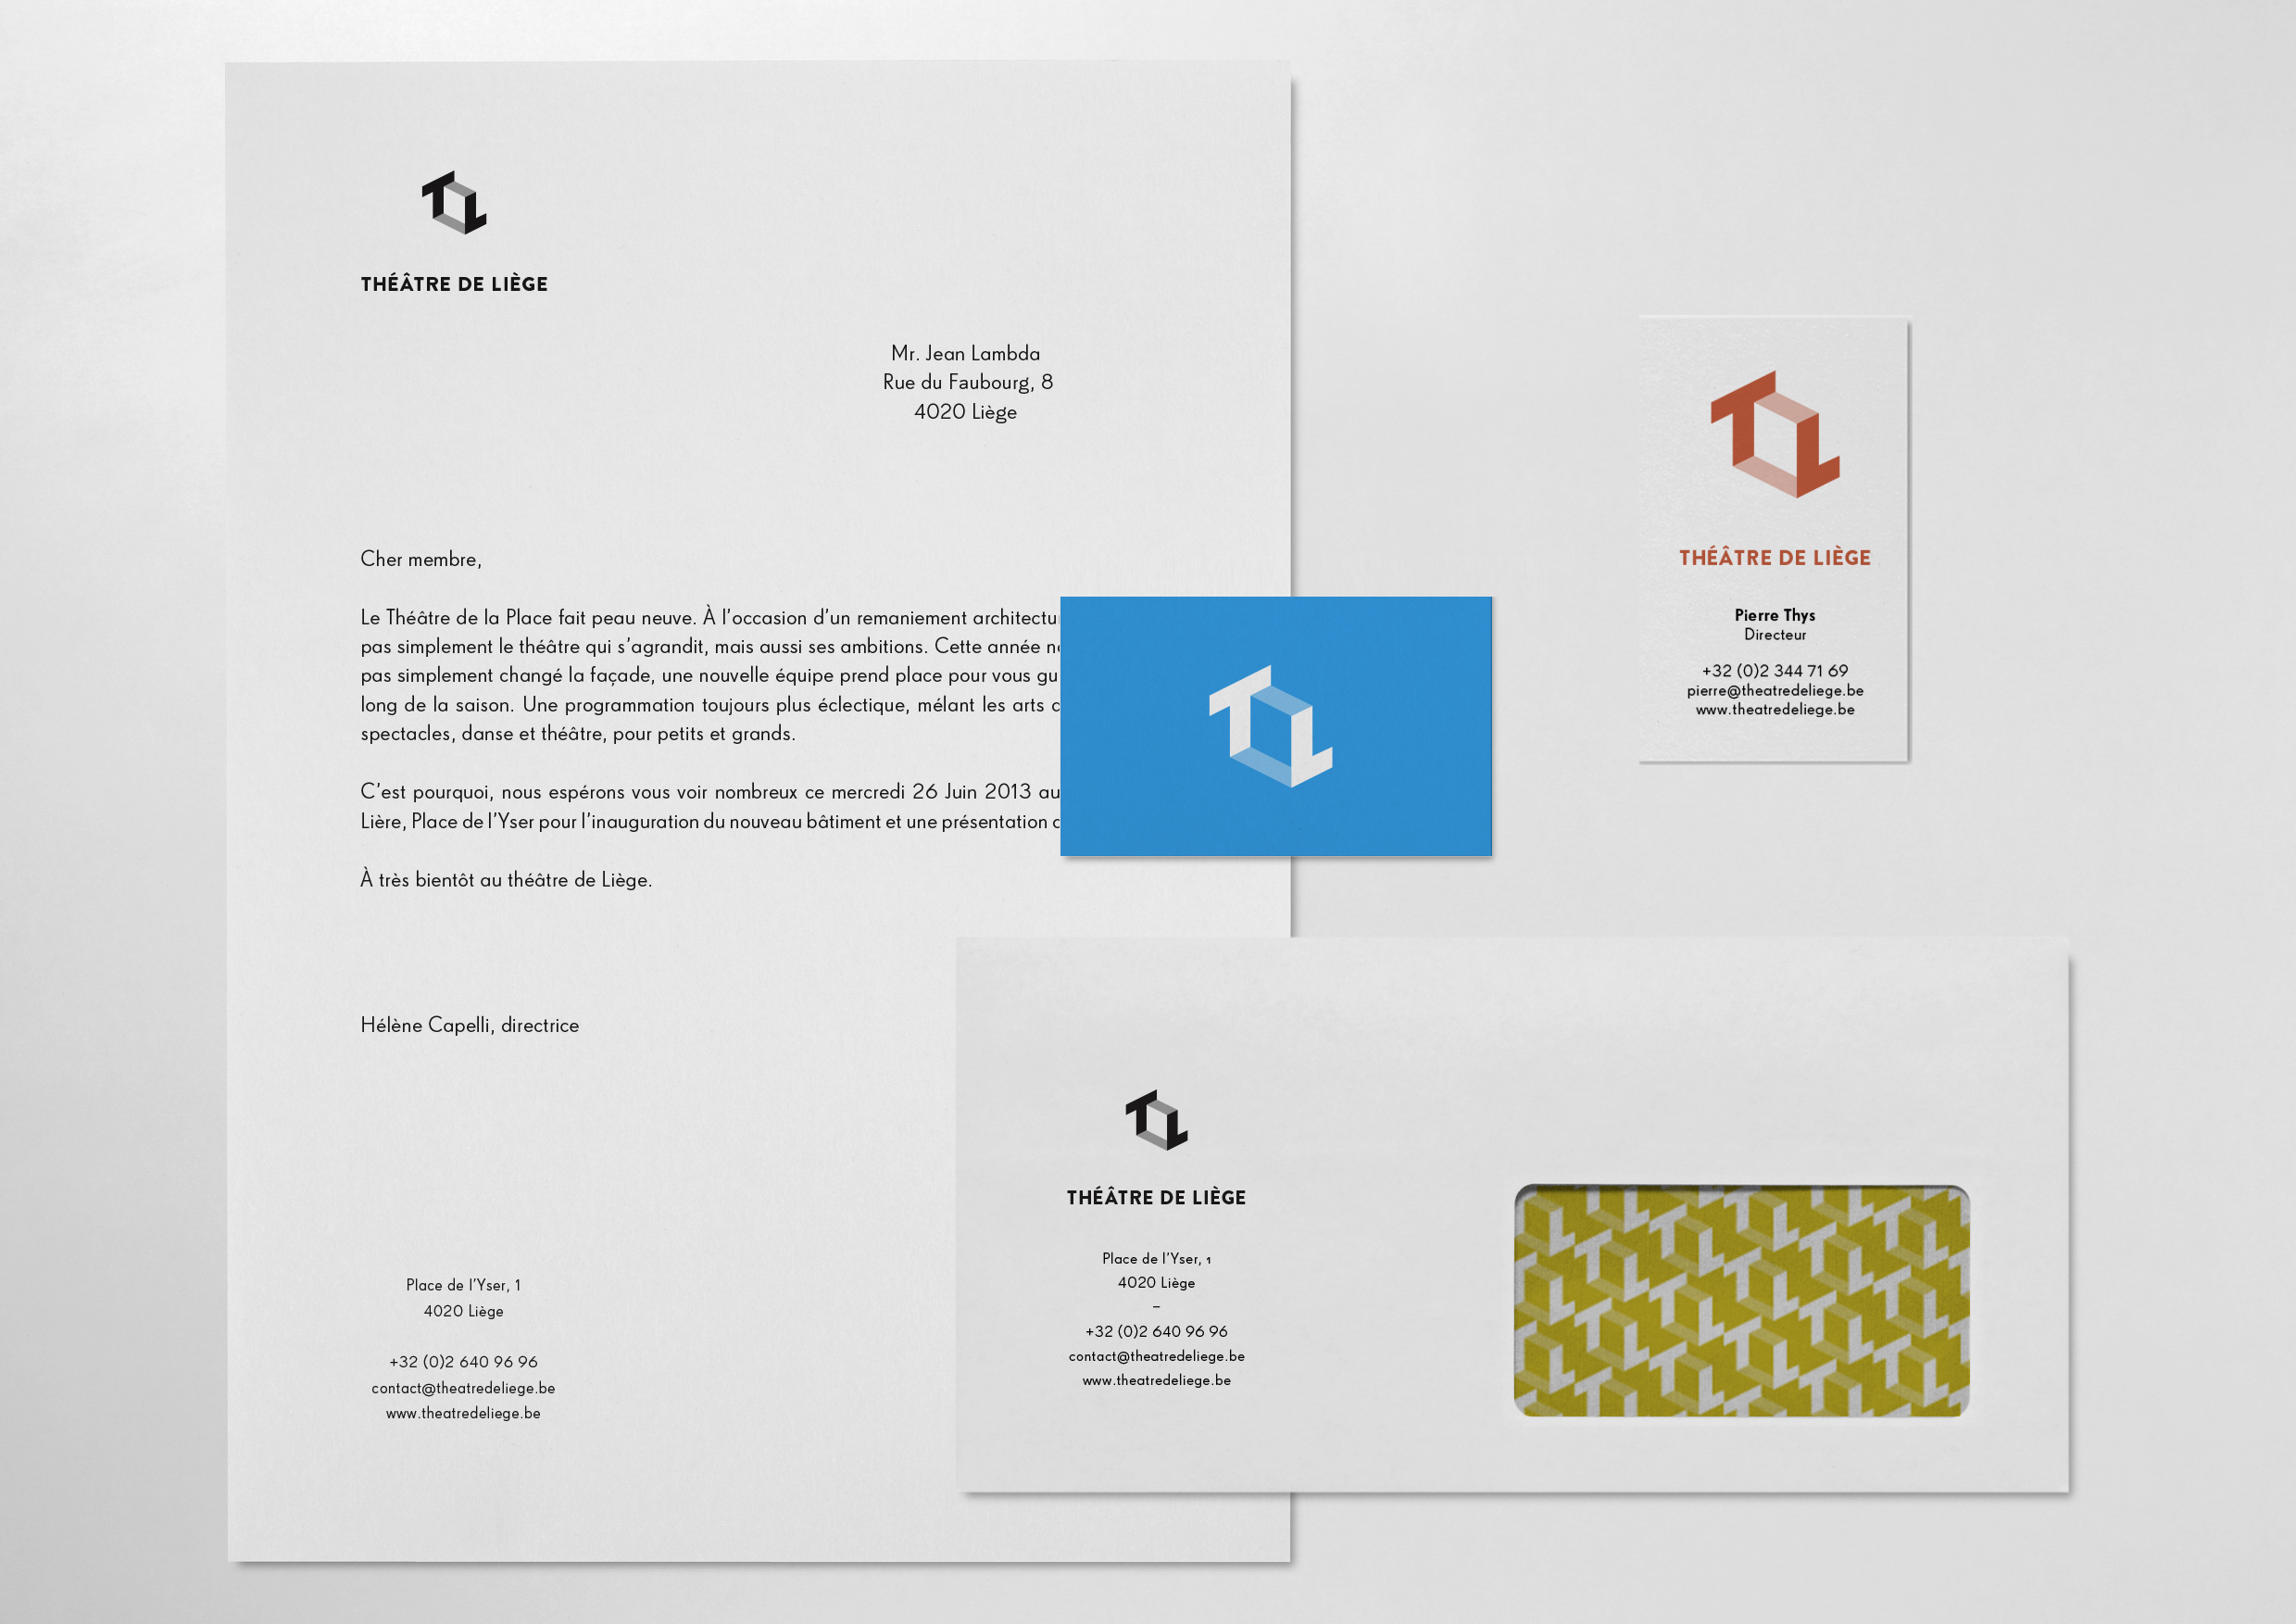 THÉÂTRE DE LIÈGE
Mr. Jean Lambda
Rue du Faubourg, 8
4020 Liège
Cher membre,
Le Théâtre de la Place fait peau neuve. À l’occasion d’un remaniement
pas simplement le théâtre qui s’agrandit, mais aussi ses ambitions. Cette année
pas simplement changé la façade, une nouvelle équipe prend place pour vous
long de la saison. Une programmation toujours plus éclectique, mélant les arts
spectacles, danse et théâtre, pour petits et grands.
C’est pourquoi, nous espérons vous voir nombreux ce mercredi 26 Juin 2013 au
Lière, Place de l’Yser pour l’inauguration du nouveau bâtiment et une présentation
À très bientôt au théâtre de Liège.
Hélène Capelli, directrice
Place de l’Yser, 1
4020 Liège
+32 (0)2 640 96 96
contact@theatredeliege.be
www.theatredeliege.be
TL
THÉÂTRE DE LIÈGE
Pierre Thys
Directeur
+32 (0)2 344 71 69
pierre@theatredeliege.be
www.theatredeliege.be
THÉÂTRE DE LIÈGE
Place de l’Yser, 1
4020 Liège
–
+32 (0)2 640 96 96
contact@theatredeliege.be
www.theatredeliege.be